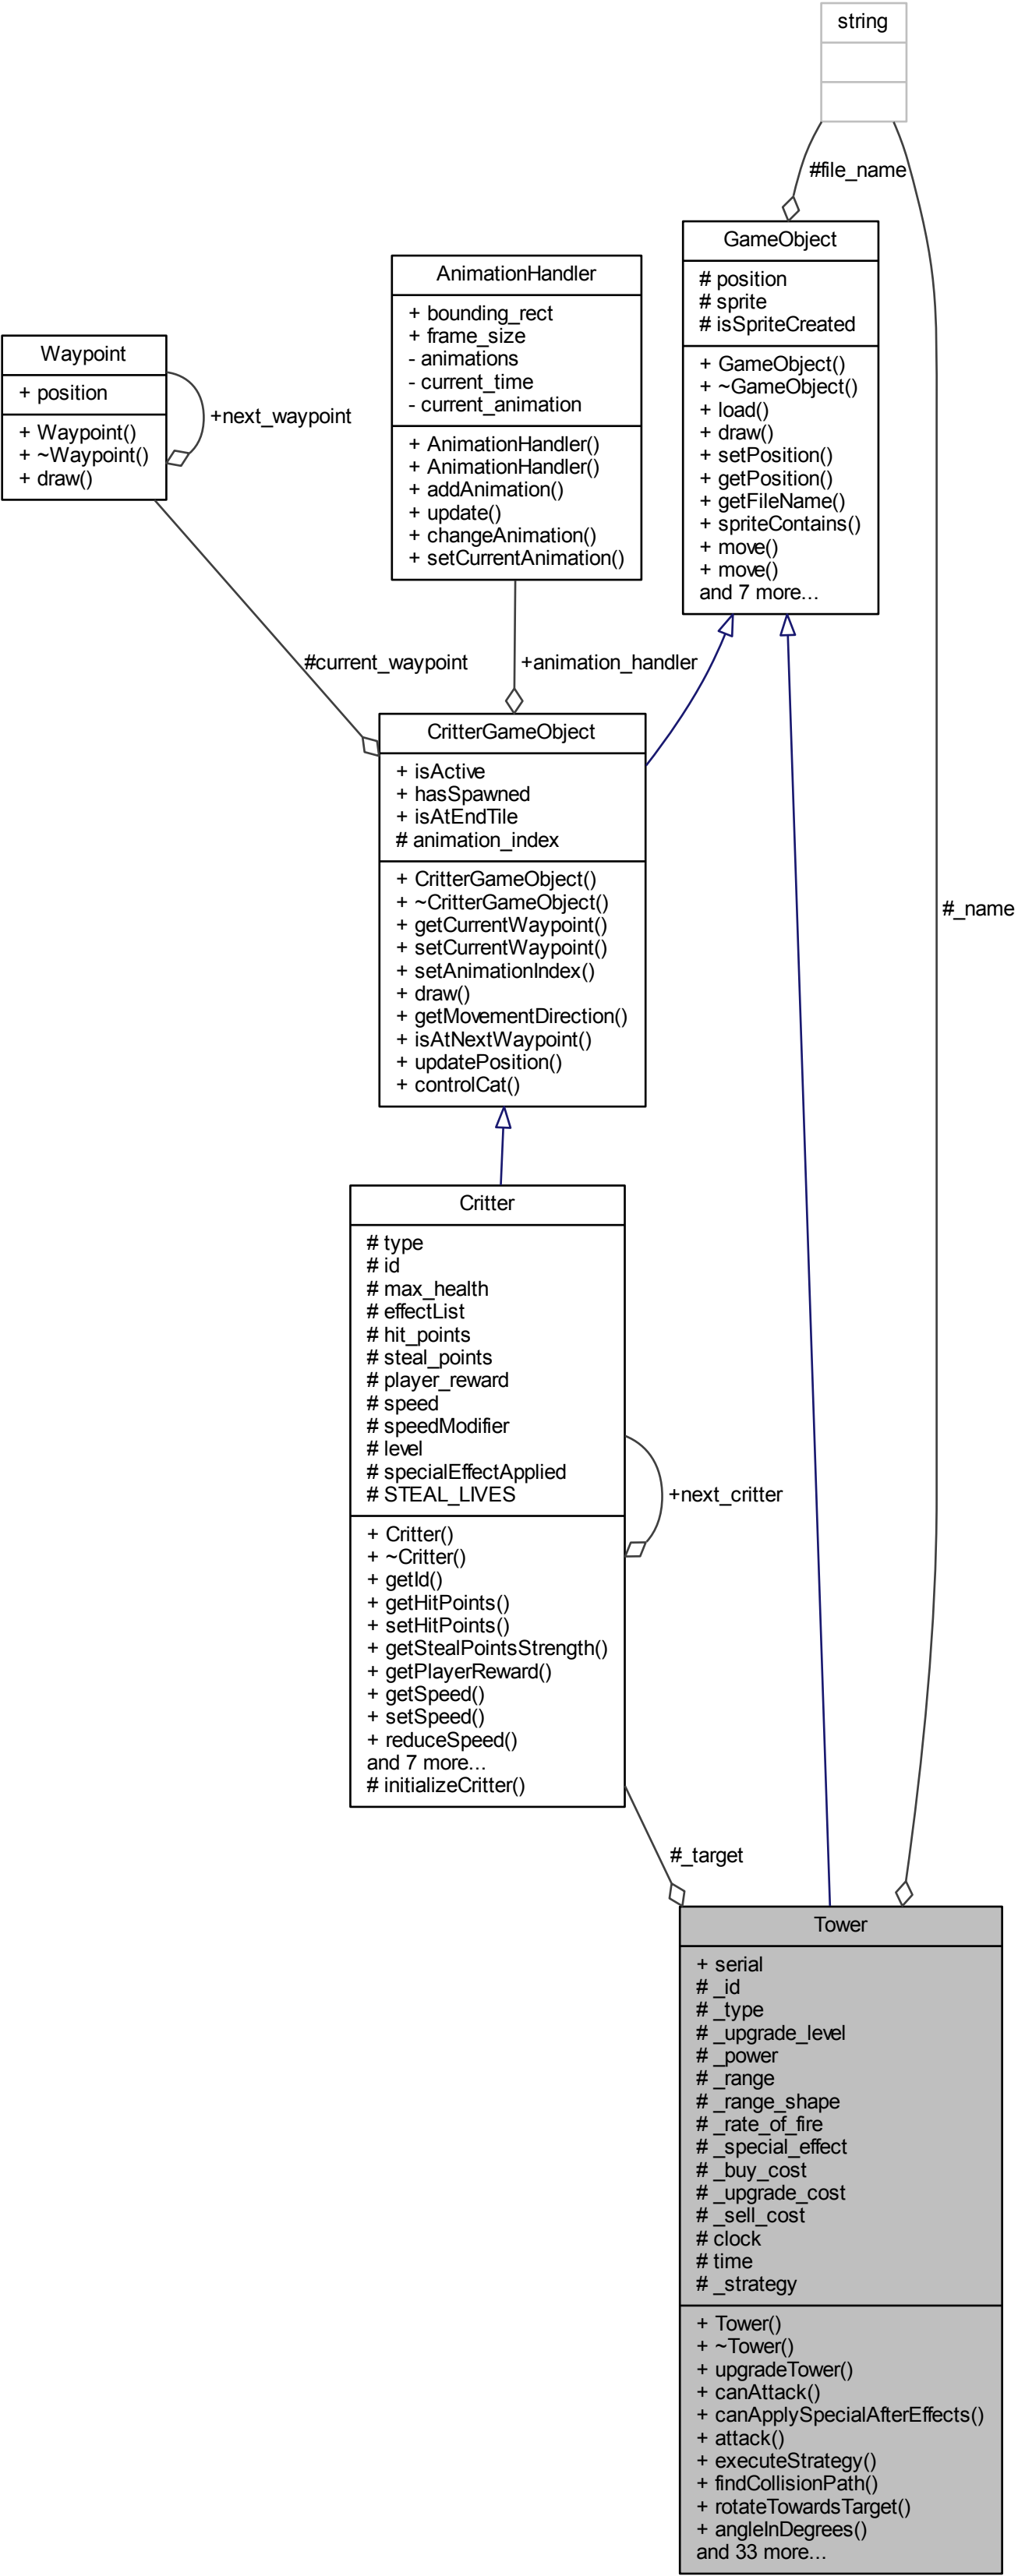 string
#file_name
GameObject
# position
# sprite
# isSpriteCreated
+ GameObject()
+ ~GameObject()
+ load()
+ draw()
+ setPosition()
+ getPosition()
+ getFileName()
+ spriteContains()
+ move()
+ move()
and 7 more...
AnimationHandler
+ bounding_rect
+ frame_size
- animations
- current_time
- current_animation
+ AnimationHandler()
+ AnimationHandler()
+ addAnimation()
+ update()
+ changeAnimation()
+ setCurrentAnimation()
Waypoint
+ position
+ Waypoint()
+ ~Waypoint()
+ draw()
+next_waypoint
#current_waypoint
+animation_handler
CritterGameObject
+ isActive
+ hasSpawned
+ isAtEndTile
# animation_index
+ CritterGameObject()
+ ~CritterGameObject()
+ getCurrentWaypoint()
+ setCurrentWaypoint()
+ setAnimationIndex()
+ draw()
+ getMovementDirection()
+ isAtNextWaypoint()
+ updatePosition()
+ controlCat()
#_name
Critter
# type
# id
# max_health
# effectList
# hit_points
# steal_points
# player_reward
# speed
# speedModifier
# level
# specialEffectApplied
# STEAL_LIVES
+ Critter()
+ ~Critter()
+ getId()
+ getHitPoints()
+ setHitPoints()
+ getStealPointsStrength()
+ getPlayerReward()
+ getSpeed()
+ setSpeed()
+ reduceSpeed()
and 7 more...
# initializeCritter()
+next_critter
#_target
Tower
+ serial
# _id
# _type
# _upgrade_level
# _power
# _range
# _range_shape
# _rate_of_fire
# _special_effect
# _buy_cost
# _upgrade_cost
# _sell_cost
# clock
# time
# _strategy
+ Tower()
+ ~Tower()
+ upgradeTower()
+ canAttack()
+ canApplySpecialAfterEffects()
+ attack()
+ executeStrategy()
+ findCollisionPath()
+ rotateTowardsTarget()
+ angleInDegrees()
and 33 more...